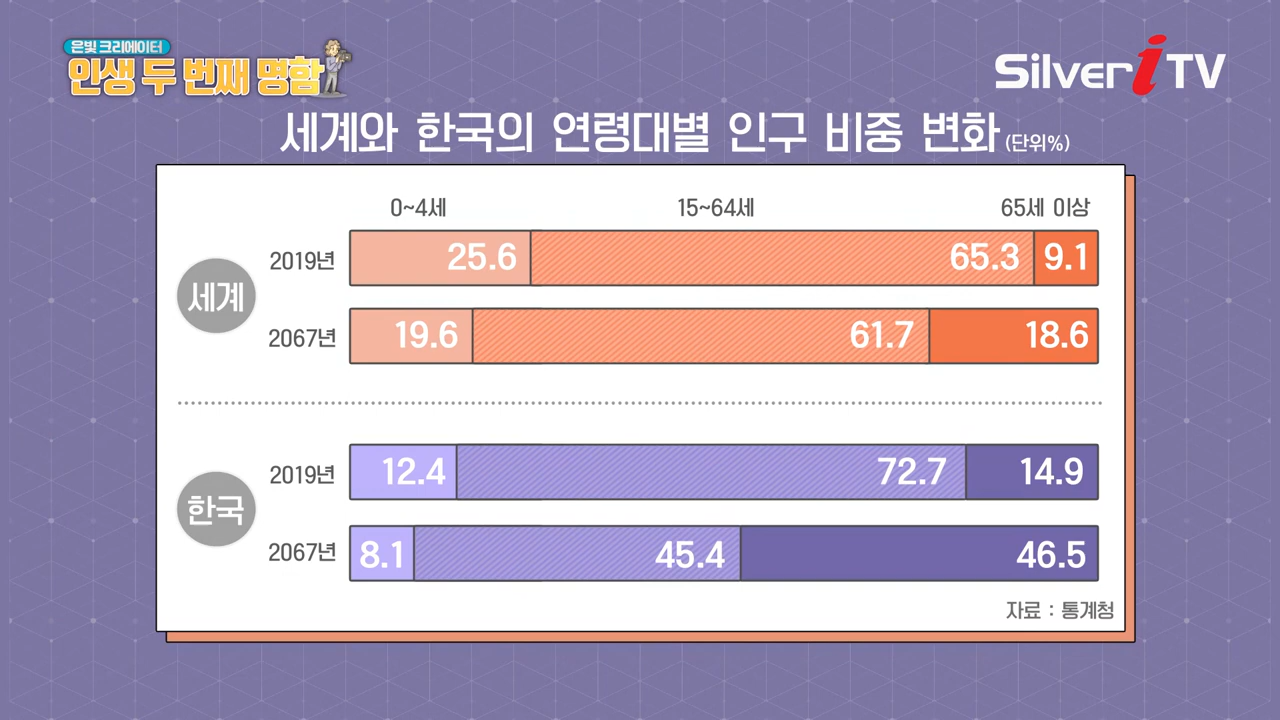 은빛 크리에이터
인생 두 번째 명함
SilveriTV
세계와 한국의 연령대별 인구 비중 변화 (단위%)
0~4세 15~64세 65세 이상
세계
2019년 25.6 65.3 9.1
2067년 19.6 61.7 18.6
한국
2019년 12.4 72.7 14.9
2067년 8.1 45.4 46.5
자료 : 통계청